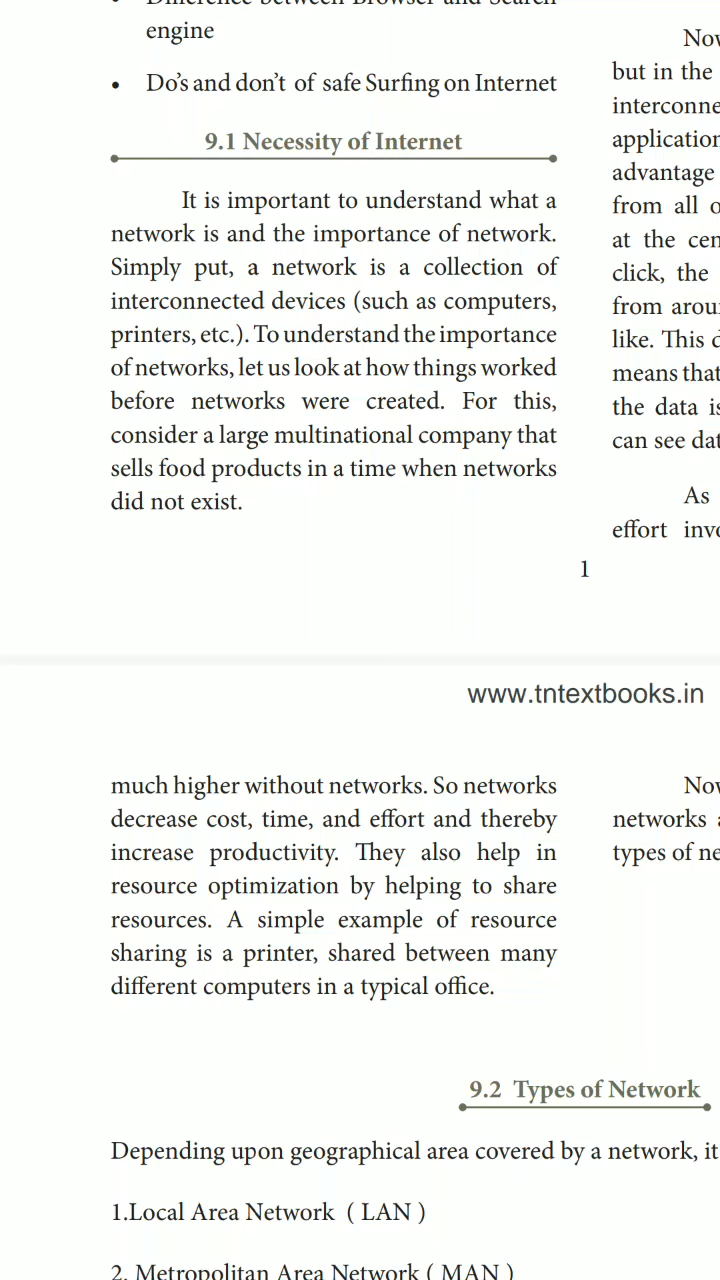 engine
• Do's and don't of safe Surfing on Internet
9.1 Necessity of Internet
It is important to understand what a
network is and the importance of network.
Simply put, a network is a collection of
interconnected devices (such as computers,
printers, etc.). To understand the importance
of networks, let us look at how things worked
before networks were created. For this,
consider a large multinational company that
sells food products in a time when networks
did not exist.
but in the
advantage
from all
at the
click, the
like. This
means that
the data
can see
As
effort
1
www.tntextbooks.in
much higher without networks. So networks
decrease cost, time, and effort and thereby
increase productivity. They also help in
resource optimization by helping to share
resources. A simple example of resource
sharing is a printer, shared between many
different computers in a typical office.
networks
types of
9.2 Types of Network
Depending upon geographical area covered by a network, it
1.Local Area Network ( LAN )
2. Metropolitan Area Network ( MAN )